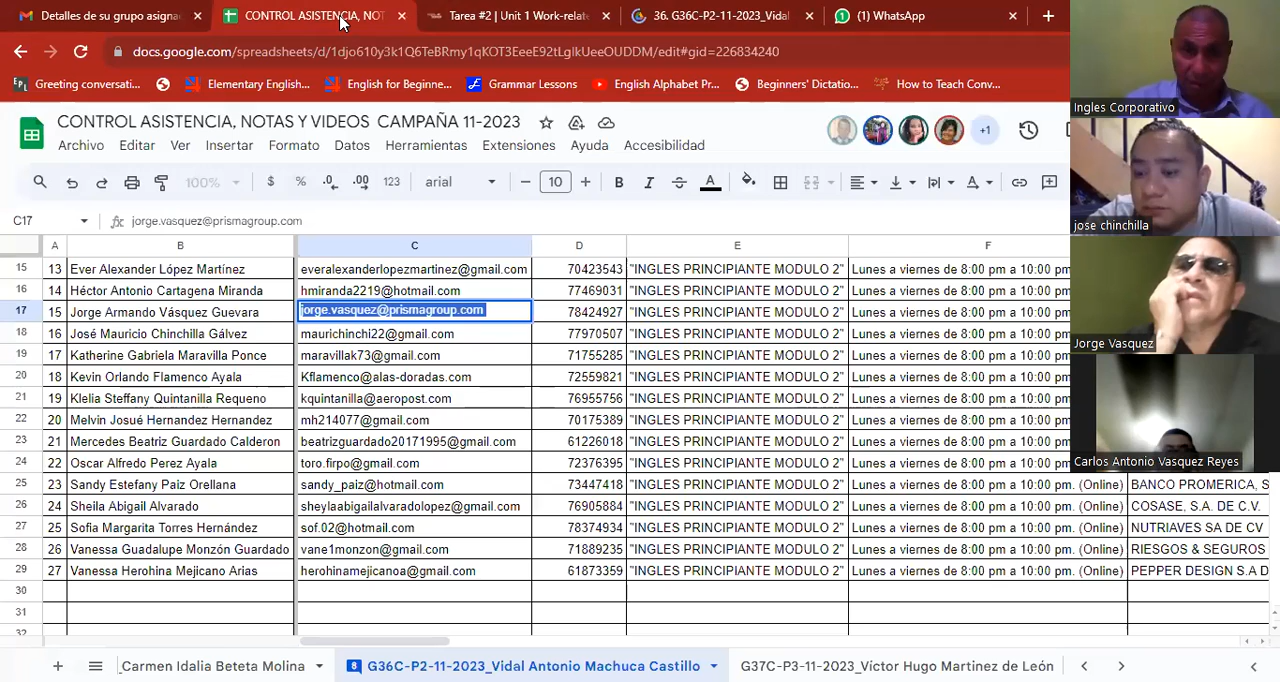 Detalles de su grupo asigna
CONTROL ASISTENCIA, NOT
Tarea #2 | Unit 1 Work-relate
36. G36C-P2-11-2023_Vidal
(1) WhatsApp
docs.google.com/spreadsheets/d/1djo610y3k1Q6TeBRmy1qKOT3EeeE92tLglkUeeOUDDM/edit#gid=226834240
Greeting conversati...
Elementary English...
English for Beginne...
Grammar Lessons
English Alphabet Pr...
Beginners' Dictatio...
How to Teach Conv...
CONTROL ASISTENCIA, NOTAS Y VIDEOS CAMPAÑA 11-2023
+1
Archivo Editar Ver Insertar Formato Datos Herramientas Extensiones Ayuda Accesibilidad
100% $ % .0 .00 123 arial − 10 + B I A
C17 fx jorge.vasquez@prismagroup.com
A B C D E F
15 13 Ever Alexander López Martínez everalexanderlopezmartinez@gmail.com 70423543 "INGLES PRINCIPIANTE MODULO 2" Lunes a viernes de 8:00 pm a 10:00 pm
16 14 Héctor Antonio Cartagena Miranda hmiranda2219@hotmail.com 77469031 "INGLES PRINCIPIANTE MODULO 2" Lunes a viernes de 8:00 pm a 10:00 pm
17 15 Jorge Armando Vásquez Guevara jorge.vasquez@prismagroup.com 78424927 "INGLES PRINCIPIANTE MODULO 2" Lunes a viernes de 8:00 pm a 10:00 pm
18 16 José Mauricio Chinchilla Gálvez maurichinchi22@gmail.com 77970507 "INGLES PRINCIPIANTE MODULO 2" Lunes a viernes de 8:00 pm a 10:00 pm
19 17 Katherine Gabriela Maravilla Ponce maravillak73@gmail.com 71755285 "INGLES PRINCIPIANTE MODULO 2" Lunes a viernes de 8:00 pm a 10:00 pm
20 18 Kevin Orlando Flamenco Ayala Kflamenco@alas-doradas.com 72559821 "INGLES PRINCIPIANTE MODULO 2" Lunes a viernes de 8:00 pm a 10:00 pm
21 19 Klelia Steffany Quintanilla Requeno kquintanilla@aeropost.com 76955756 "INGLES PRINCIPIANTE MODULO 2" Lunes a viernes de 8:00 pm a 10:00 pm
22 20 Melvin Josué Hernandez Hernandez mh214077@gmail.com 70175389 "INGLES PRINCIPIANTE MODULO 2" Lunes a viernes de 8:00 pm a 10:00 pm
23 21 Mercedes Beatriz Guardado Calderon beatrizguardado20171995@gmail.com 61226018 "INGLES PRINCIPIANTE MODULO 2" Lunes a viernes de 8:00 pm a 10:00 pm
24 22 Oscar Alfredo Perez Ayala toro.firpo@gmail.com 72376395 "INGLES PRINCIPIANTE MODULO 2" Lunes a viernes de 8:00 pm a 10:00 pm
25 23 Sandy Estefany Paiz Orellana sandy_paiz@hotmail.com 73447418 "INGLES PRINCIPIANTE MODULO 2" Lunes a viernes de 8:00 pm a 10:00 pm. (Online) BANCO PROMERICA, S
26 24 Sheila Abigail Alvarado sheylaabigailalvaradolopez@gmail.com 76905884 "INGLES PRINCIPIANTE MODULO 2" Lunes a viernes de 8:00 pm a 10:00 pm. (Online) COSASE, S.A. DE C.V.
27 25 Sofia Margarita Torres Hernández sof.02@hotmail.com 78374934 "INGLES PRINCIPIANTE MODULO 2" Lunes a viernes de 8:00 pm a 10:00 pm. (Online) NUTRIAVES SA DE CV
28 26 Vanessa Guadalupe Monzón Guardado vane1monzon@gmail.com 71889235 "INGLES PRINCIPIANTE MODULO 2" Lunes a viernes de 8:00 pm a 10:00 pm. (Online) RIESGOS & SEGUROS
29 27 Vanessa Herohina Mejicano Arias herohinamejicanoa@gmail.com 61873359 "INGLES PRINCIPIANTE MODULO 2" Lunes a viernes de 8:00 pm a 10:00 pm. (Online) PEPPER DESIGN S.A D
30
31
32
_Carmen Idalia Beteta Molina
8 G36C-P2-11-2023_Vidal Antonio Machuca Castillo
G37C-P3-11-2023_Víctor Hugo Martinez de León
Ingles Corporativo
jose chinchilla
Jorge Vasquez
Carlos Antonio Vasquez Reyes